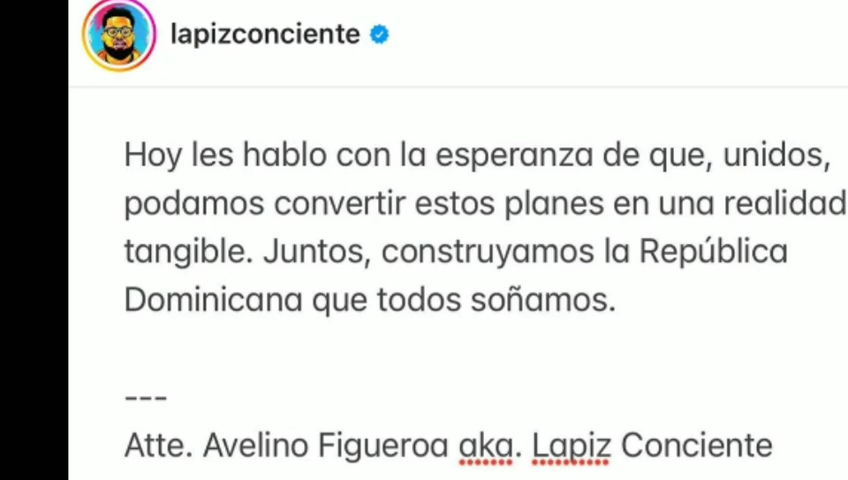 lapizconciente
Hoy les hablo con la esperanza de que, unidos,
podamos convertir estos planes en una realidad
tangible. Juntos, construyamos la República
Dominicana que todos soñamos.
---
Atte. Avelino Figueroa aka. Lapiz Conciente